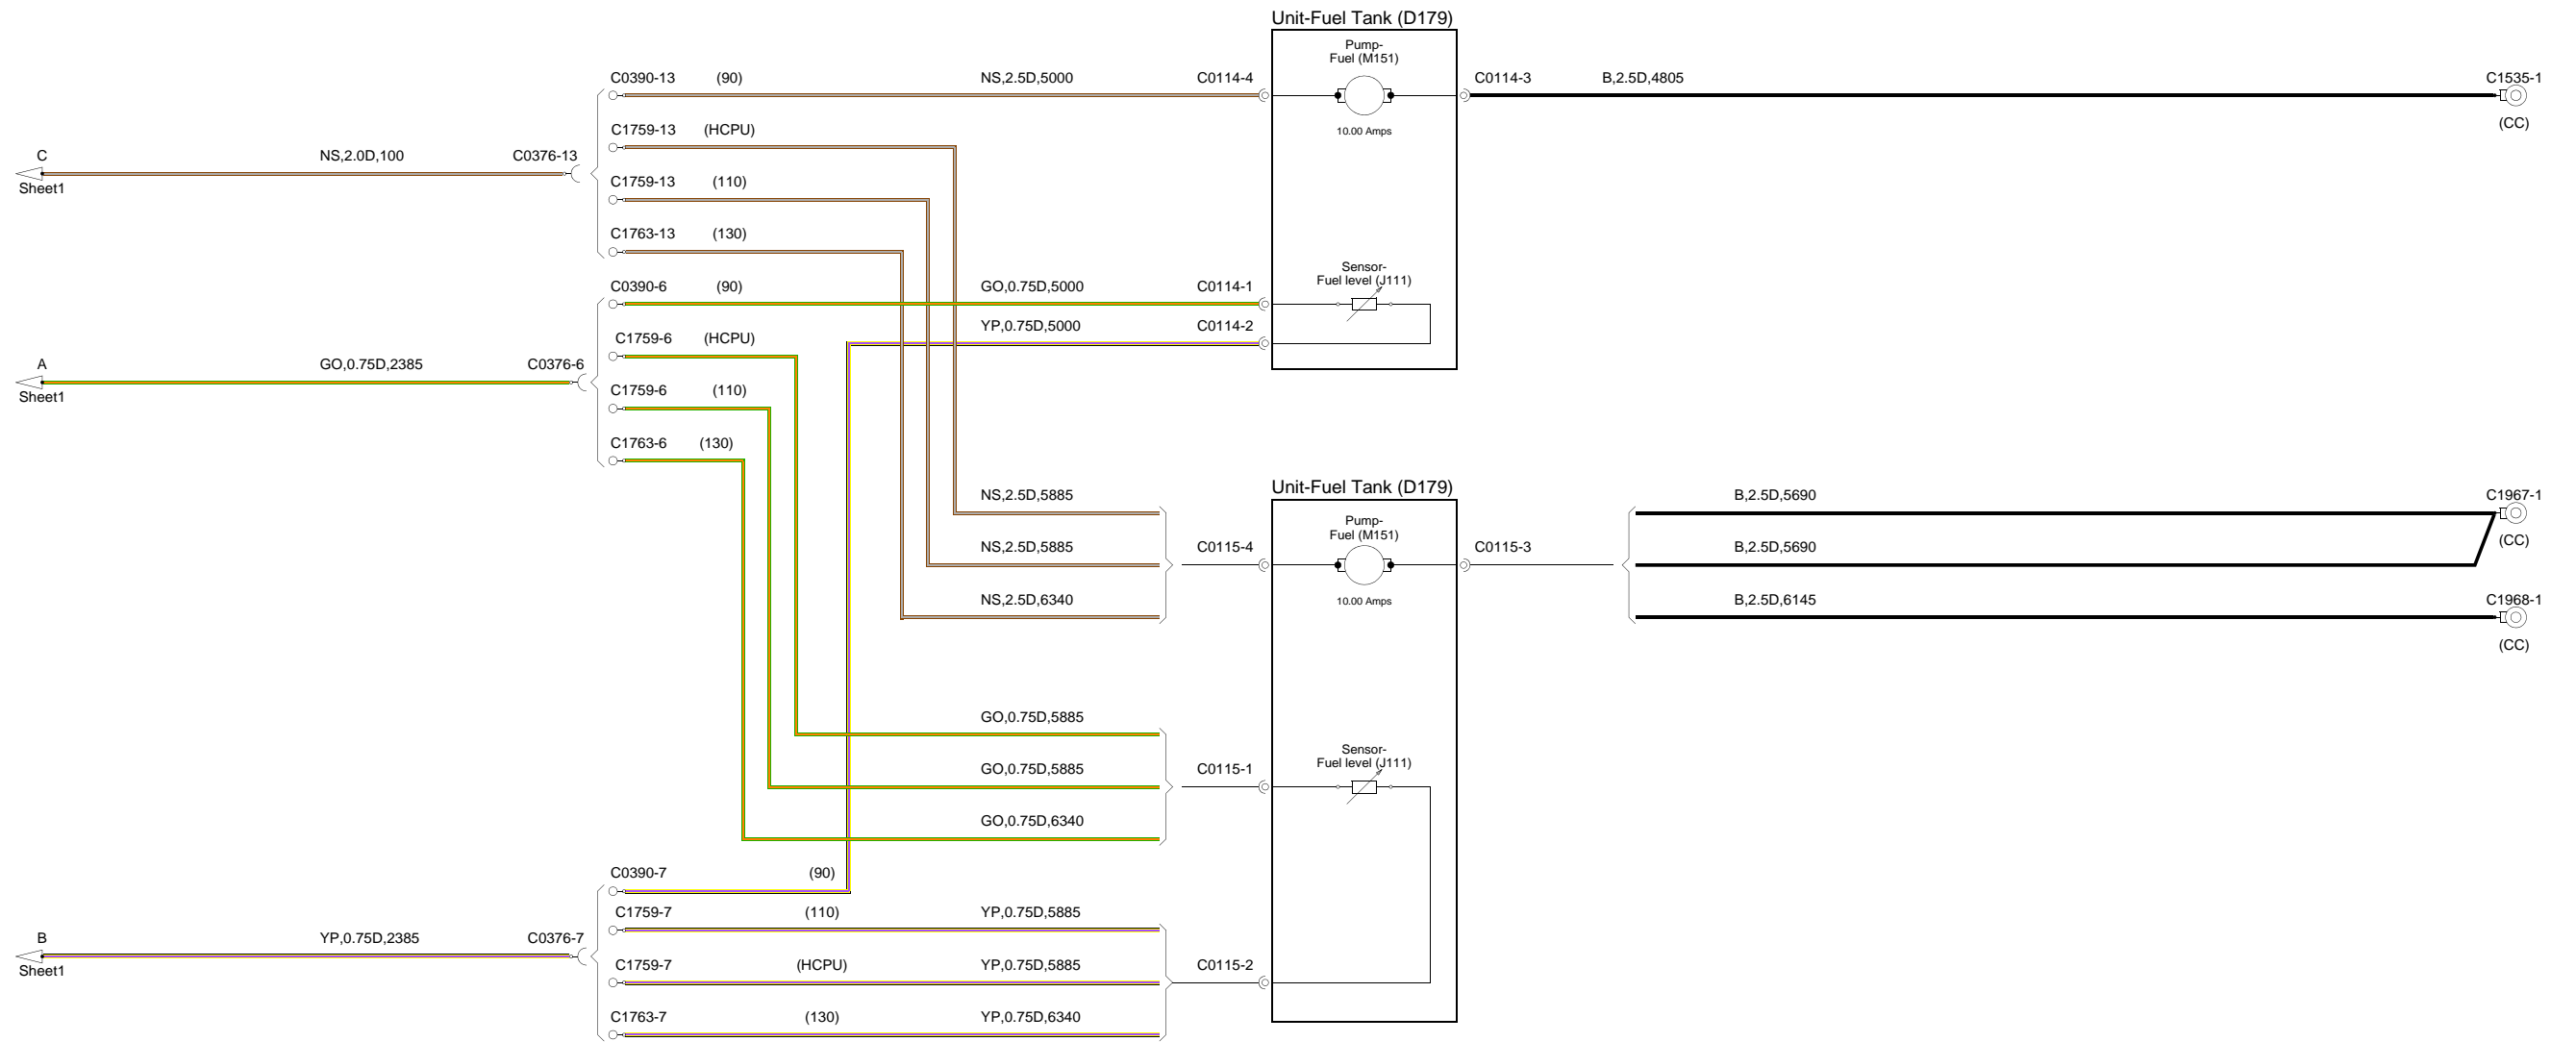 Unit-Fuel Tank (D179)
Pump-
Fuel (M151)
C0390-13 (90) NS,2.5D,5000 C0114-4 C0114-3 B,2.5D,4805 C1535-1
10.00 Amps
(CC)
C1759-13 (HCPU)
C NS,2.0D,100 C0376-13
Sheet1
C1759-13 (110)
C1763-13 (130)
Sensor-
Fuel level (J111)
C0390-6 (90) GO,0.75D,5000 C0114-1
YP,0.75D,5000 C0114-2
C1759-6 (HCPU)
A GO,0.75D,2385 C0376-6
Sheet1
C1759-6 (110)
C1763-6 (130)
Unit-Fuel Tank (D179)
NS,2.5D,5885 B,2.5D,5690 C1967-1
Pump-
Fuel (M151)
(CC)
NS,2.5D,5885 C0115-4 C0115-3 B,2.5D,5690
10.00 Amps
NS,2.5D,6340 B,2.5D,6145 C1968-1
(CC)
GO,0.75D,5885
Sensor-
Fuel level (J111)
GO,0.75D,5885 C0115-1
GO,0.75D,6340
C0390-7 (90)
C1759-7 (110) YP,0.75D,5885
B YP,0.75D,2385 C0376-7
Sheet1
C1759-7 (HCPU) YP,0.75D,5885 C0115-2
C1763-7 (130) YP,0.75D,6340